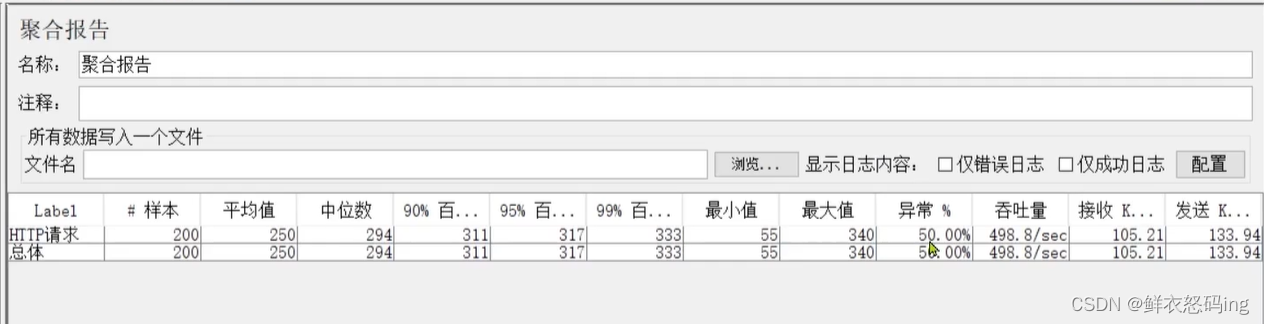 聚合报告
名称： 聚合报告
注释：
所有数据写入一个文件
文件名 浏览... 显示日志内容： 仅错误日志 仅成功日志 配置
Label # 样本 平均值 中位数 90% 百... 95% 百... 99% 百... 最小值 最大值 异常 % 吞吐量 接收 K... 发送 K...
HTTP请求 200 250 294 311 317 333 55 340 50.00% 498.8/sec 105.21 133.94
总体 200 250 294 311 317 333 55 340 50.00% 498.8/sec 105.21 133.94
CSDN @鲜衣怒码ing